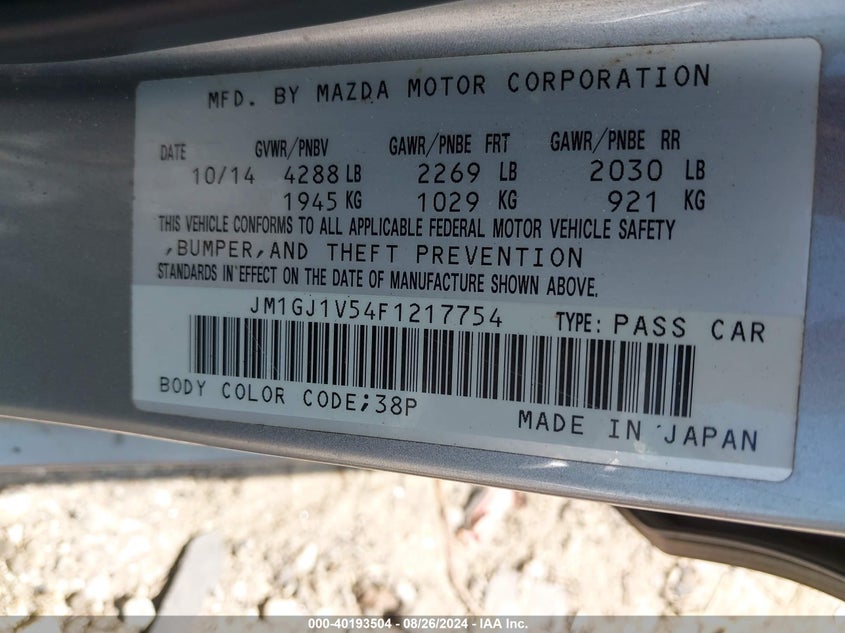 MFD. BY MAZDA MOTOR CORPORATION
DATE GVWR/PNBV GAWR/PNBE FRT GAWR/PNBE RR
10/14 4288 LB 2269 LB 2030 LB
1945 KG 1029 KG 921 KG
THIS VEHICLE CONFORMS TO ALL APPLICABLE FEDERAL MOTOR VEHICLE SAFETY
,BUMPER,AND THEFT PREVENTION
STANDARDS IN EFFECT ON THE DATE OF MANUFACTURE SHOWN ABOVE.
JM1GJ1V54F1217754 TYPE: PASS CAR
BODY COLOR CODE;38P
MADE IN JAPAN
000-40193504 - 08/26/2024 - IAA Inc.